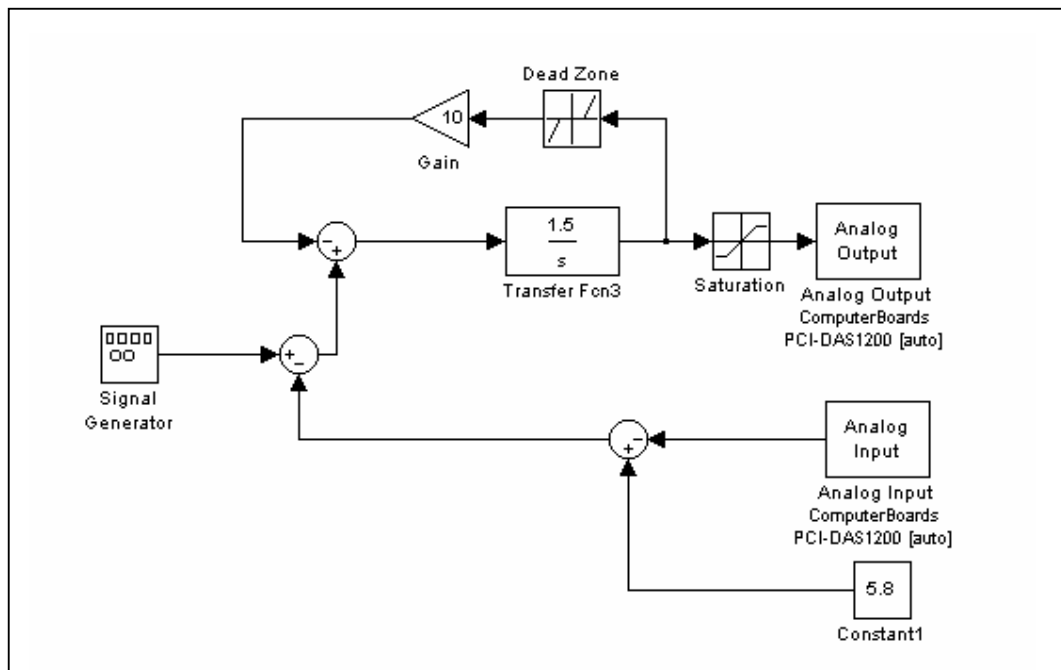 Dead Zone
10
Gain
- +
1.5
s
Transfer Fcn3
Saturation
Analog
Output
Analog Output
ComputerBoards
PCI-DAS1200 [auto]
+ -
Signal
Generator
+ -
Analog
Input
Analog Input
ComputerBoards
PCI-DAS1200 [auto]
5.8
Constant1